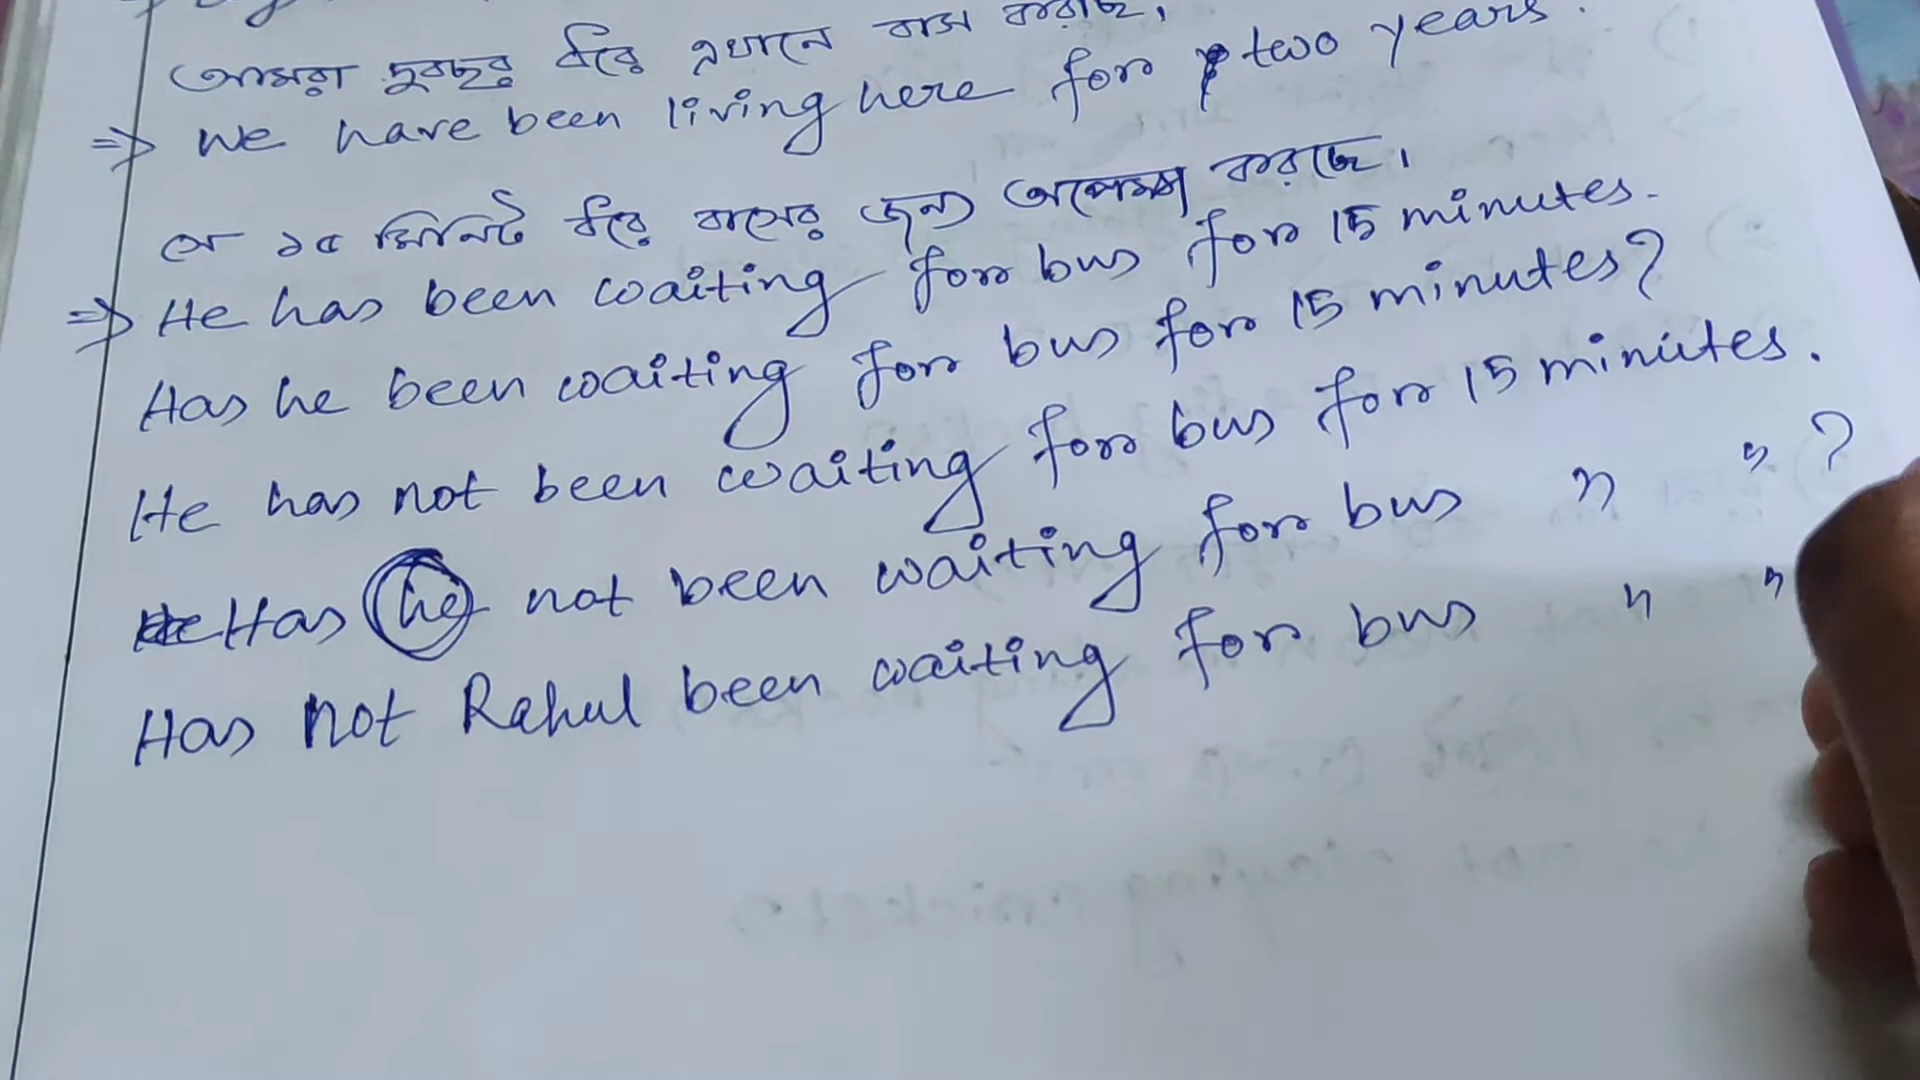 আমরা দুবছর ধরে এখানে বাস করছি।
⇒ We have been living here for two years.
সে ১৫ মিনিট ধরে বাসের জন্য অপেক্ষা করছে।
⇒ He has been waiting for bus for 15 minutes.
Has he been waiting for bus for 15 minutes?
He has not been waiting for bus for 15 minutes.
Has he not been waiting for bus " " ?
Has not Rahul been waiting for bus " "